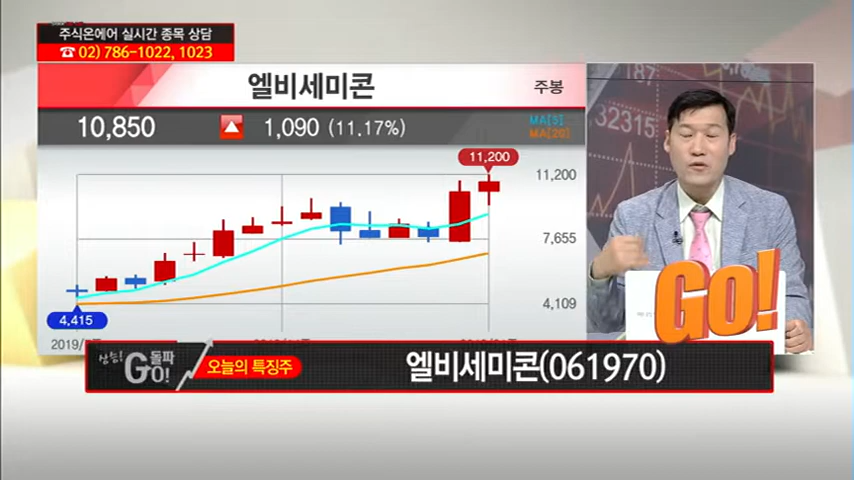 주식온에어 실시간 종목 상담
☎ 02) 786-1022, 1023
엘비세미콘
주봉
10,850
▲ 1,090 (11.17%)
MA[5]
MA[20]
11,200
11,200
7,655
4,109
4,415
187
32315
GO!
상승!
돌파
GO!
오늘의 특징주
엘비세미콘(061970)